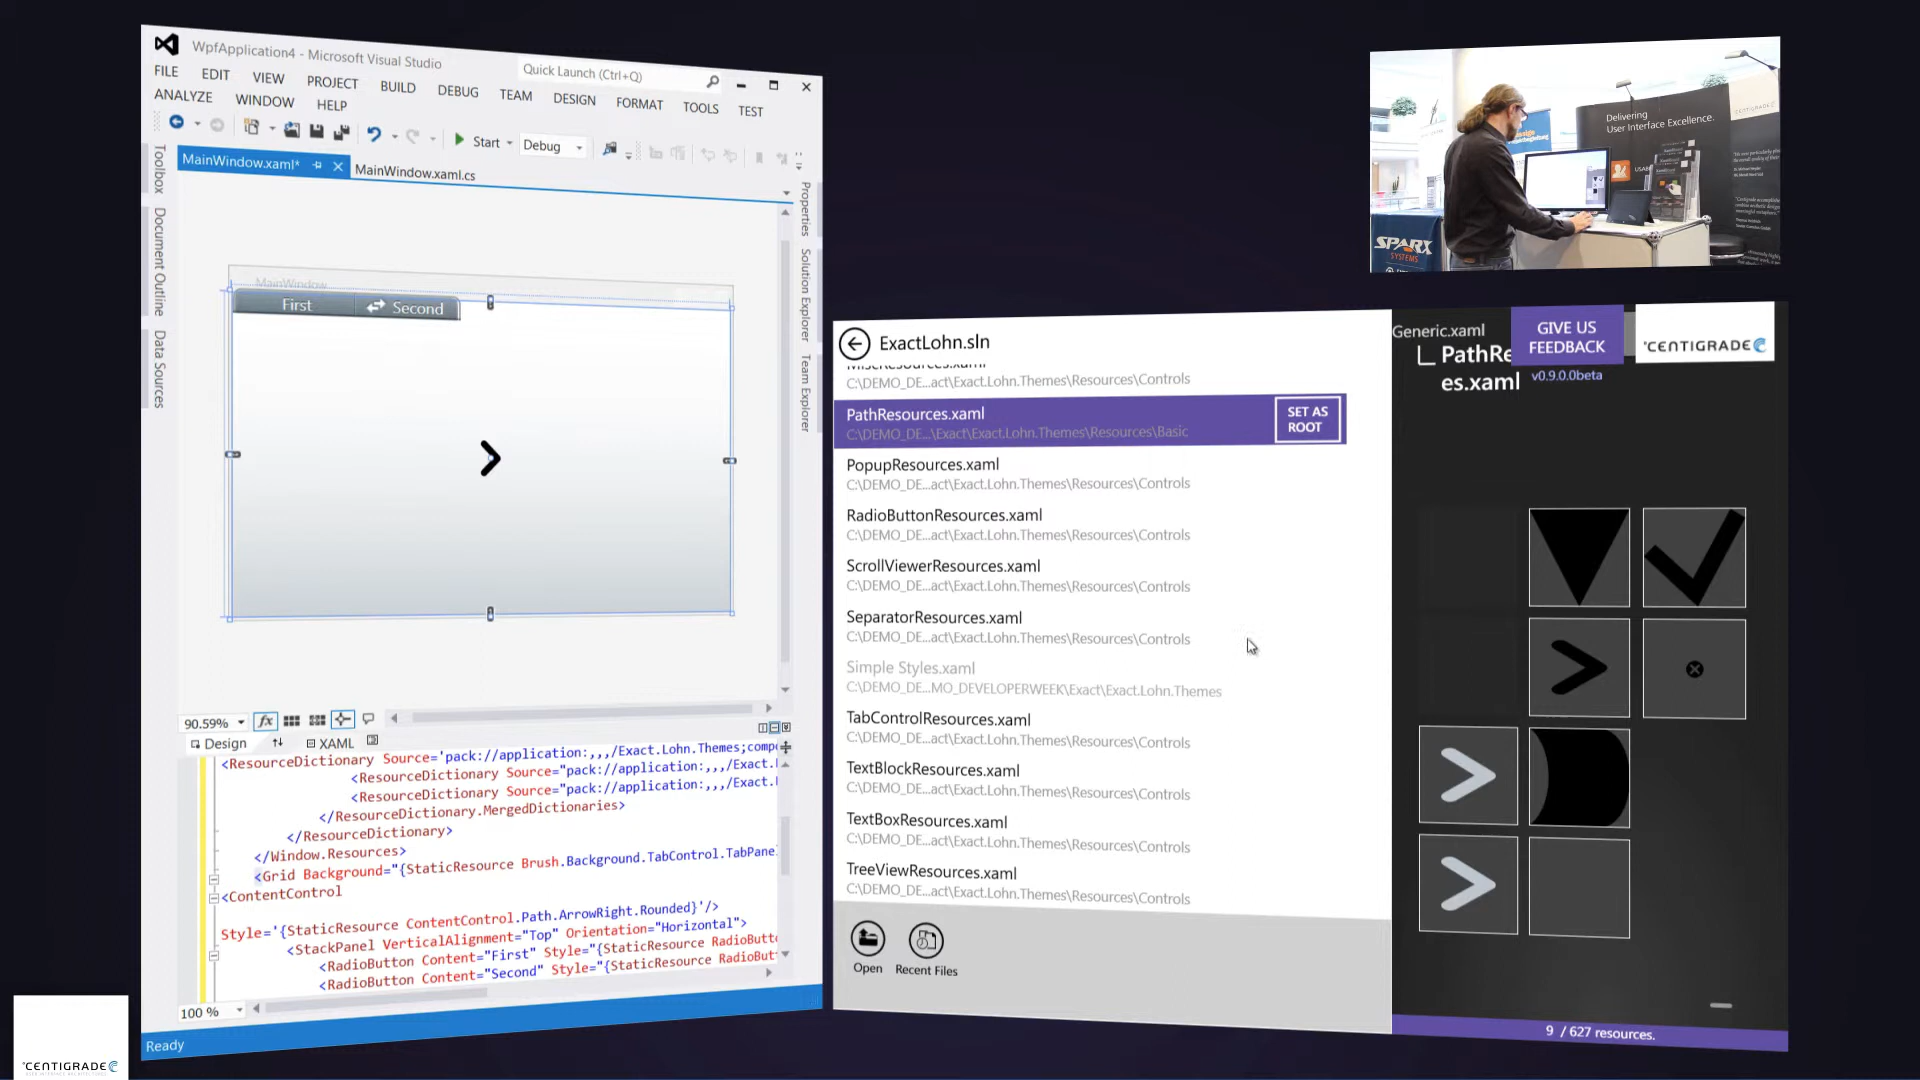 WpfApplication4 - Microsoft Visual Studio
Quick Launch (Ctrl+Q)
FILE EDIT VIEW PROJECT BUILD DEBUG TEAM DESIGN FORMAT TOOLS TEST
ANALYZE WINDOW HELP
Start Debug
MainWindow.xaml*
MainWindow.xaml.cs
Toolbox
Document Outline
Data Sources
Properties
Solution Explorer
Team Explorer
MainWindow
First
Second
90.59%
Design
XAML
<ResourceDictionary Source='pack://application:,,,/Exact.Lohn.Themes;compo
<ResourceDictionary Source="pack://application:,,,/Exact.
<ResourceDictionary Source="pack://application:,,,/Exact.
</ResourceDictionary.MergedDictionaries>
</ResourceDictionary>
</Window.Resources>
<Grid Background="{StaticResource Brush.Background.TabControl.TabPane
<ContentControl
Style='{StaticResource ContentControl.Path.ArrowRight.Rounded}'/>
<StackPanel VerticalAlignment="Top" Orientation="Horizontal">
<RadioButton Content="First" Style="{StaticResource RadioButt
<RadioButton Content="Second" Style="{StaticResource RadioBut
100 %
Ready
CENTIGRADE
Delivering
User Interface Excellence.
CENTIGRADE
SPARX
SYSTEMS
ExactLohn.sln
MiscResources.xaml
C:\DEMO_DE...act\Exact.Lohn.Themes\Resources\Controls
PathResources.xaml
C:\DEMO_DE...\Exact\Exact.Lohn.Themes\Resources\Basic
SET AS
ROOT
PopupResources.xaml
C:\DEMO_DE...act\Exact.Lohn.Themes\Resources\Controls
RadioButtonResources.xaml
C:\DEMO_DE...act\Exact.Lohn.Themes\Resources\Controls
ScrollViewerResources.xaml
C:\DEMO_DE...act\Exact.Lohn.Themes\Resources\Controls
SeparatorResources.xaml
C:\DEMO_DE...act\Exact.Lohn.Themes\Resources\Controls
Simple Styles.xaml
C:\DEMO_DE...MO_DEVELOPERWEEK\Exact\Exact.Lohn.Themes
TabControlResources.xaml
C:\DEMO_DE...act\Exact.Lohn.Themes\Resources\Controls
TextBlockResources.xaml
C:\DEMO_DE...act\Exact.Lohn.Themes\Resources\Controls
TextBoxResources.xaml
C:\DEMO_DE...act\Exact.Lohn.Themes\Resources\Controls
TreeViewResources.xaml
C:\DEMO_DE...act\Exact.Lohn.Themes\Resources\Controls
Open
Recent Files
Generic.xaml
PathRe
es.xaml
GIVE US
FEEDBACK
v0.9.0.0beta
CENTIGRADE
9 / 627 resources.